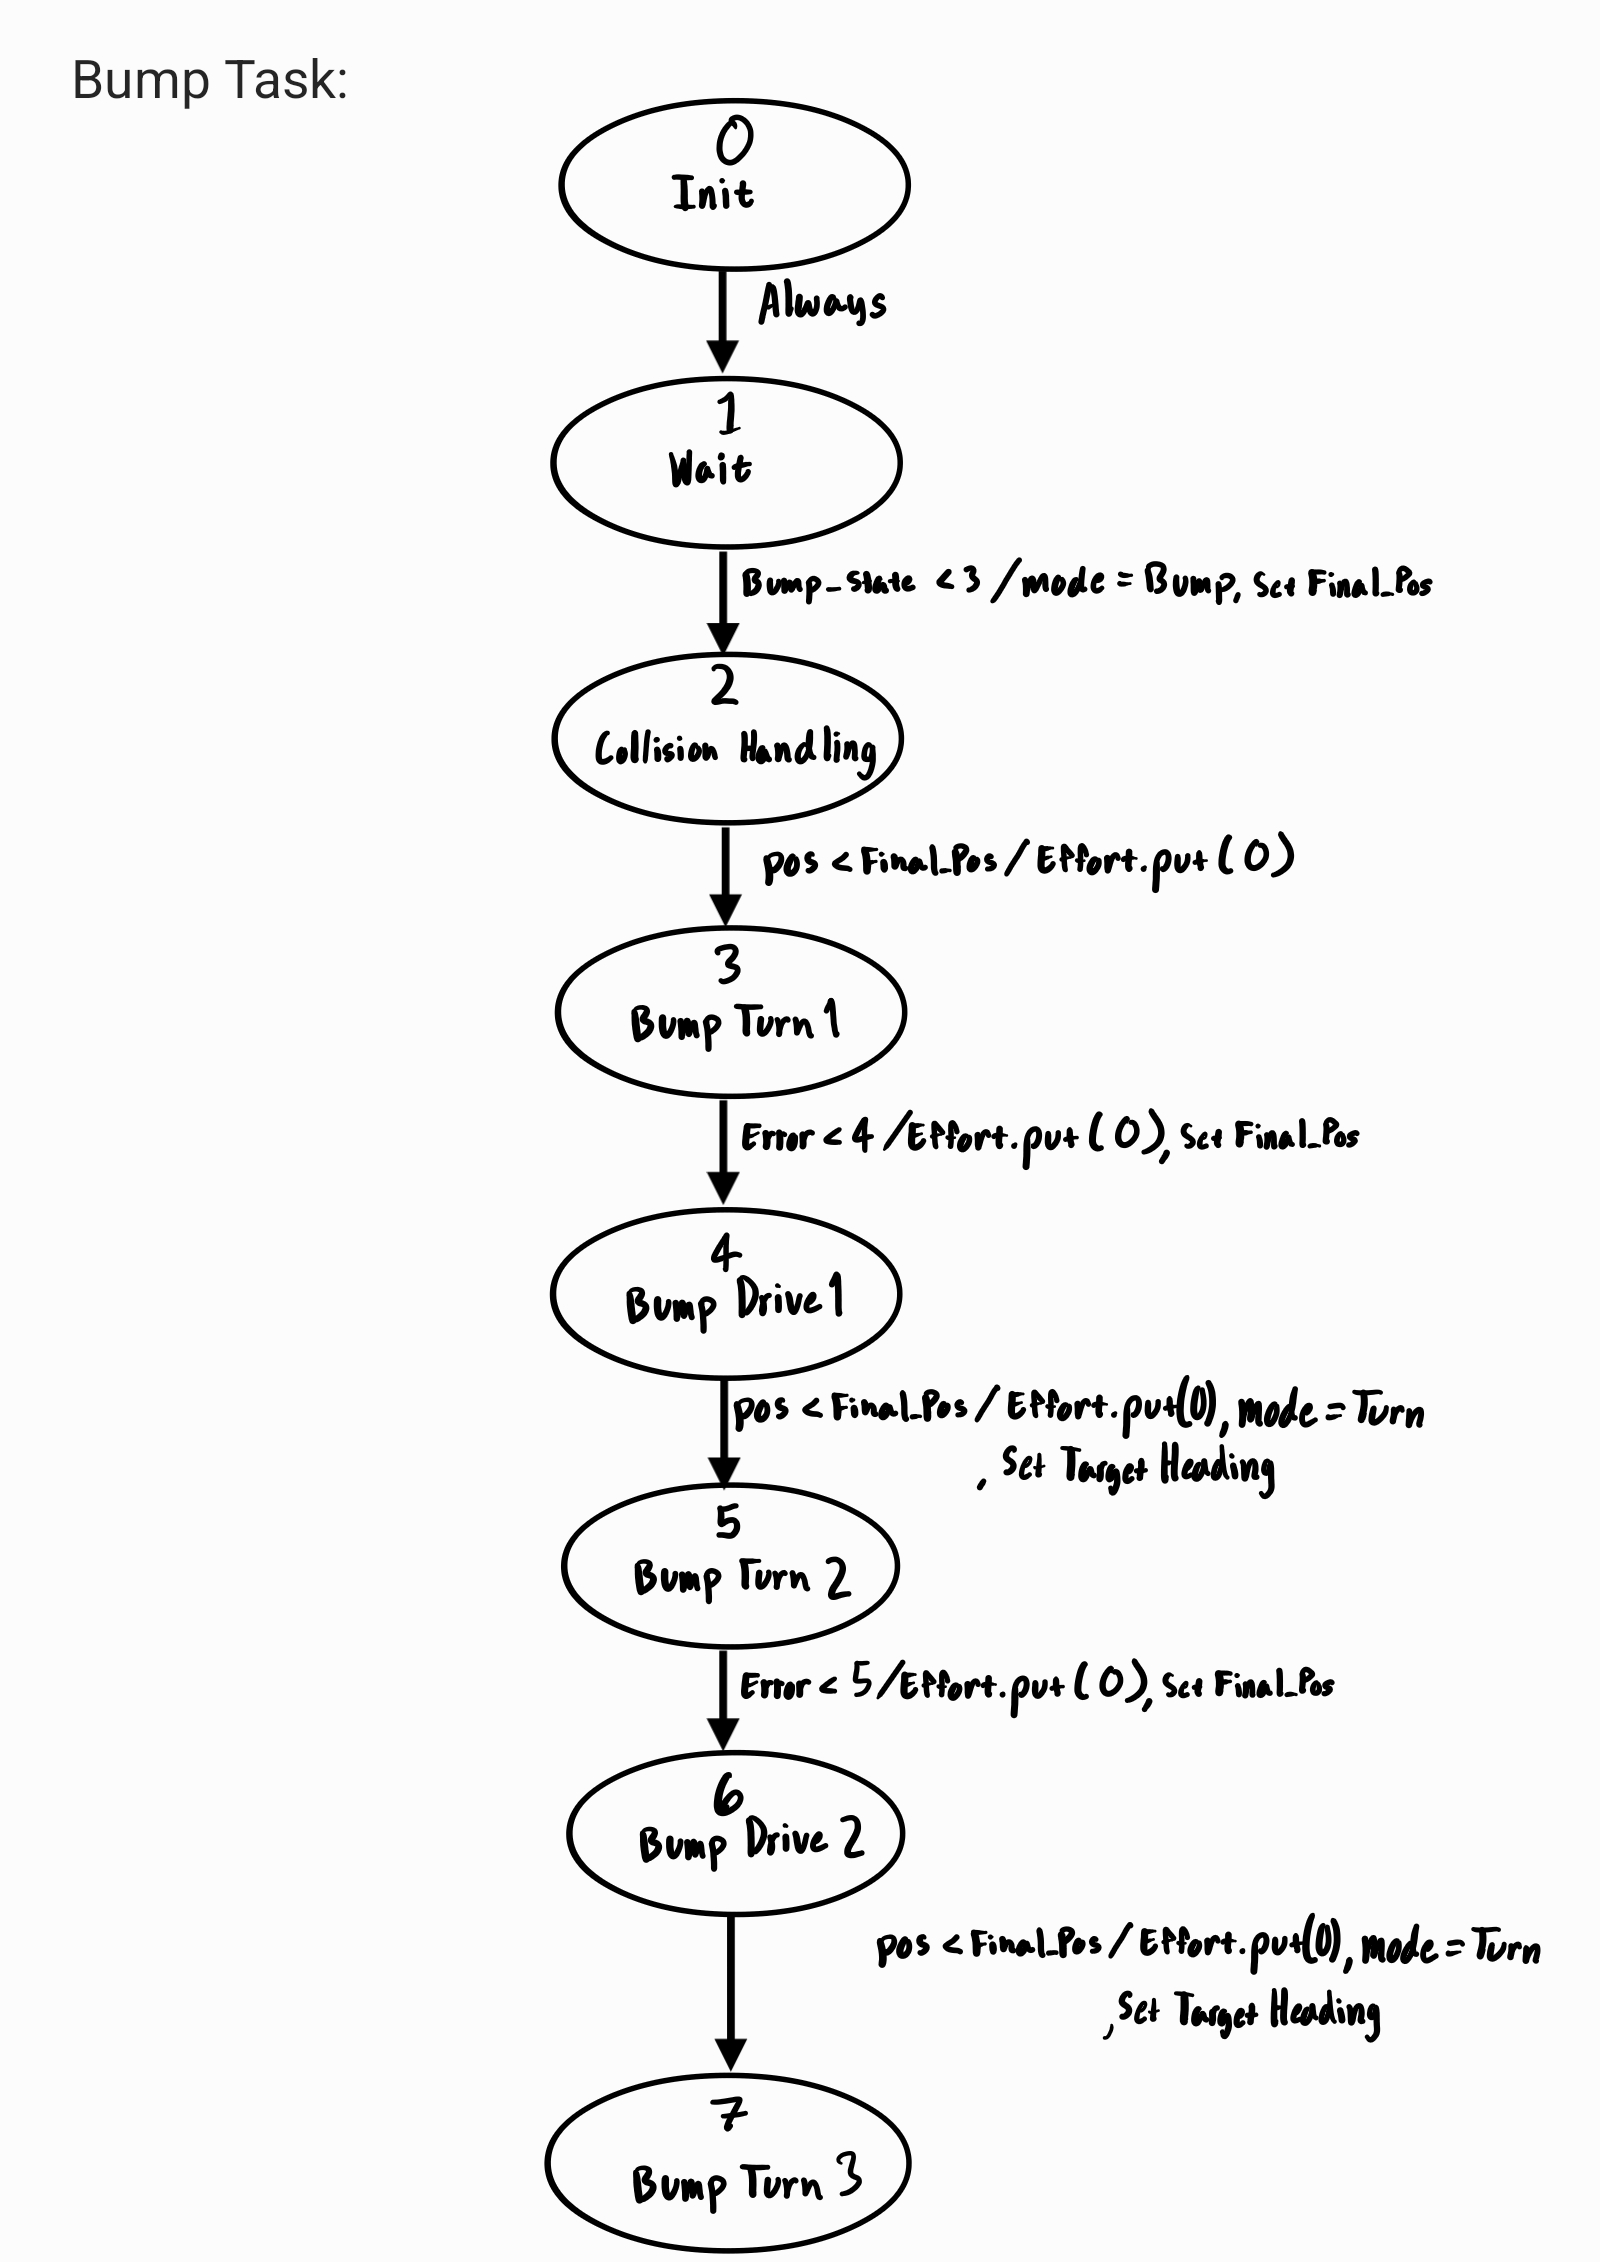 Bump Task:
0
Init
Always
1
Wait
Bump_State < 3 / mode = Bump, Set Final_Pos
2
Collision Handling
pos < Final_Pos / Effort.put(0)
3
Bump Turn 1
Error < 4 / Effort.put(0), Set Final_Pos
4
Bump Drive 1
pos < Final_Pos / Effort.put(0), mode = Turn
, Set Target Heading
5
Bump Turn 2
Error < 5 / Effort.put(0), Set Final_Pos
6
Bump Drive 2
pos < Final_Pos / Effort.put(0), mode = Turn
, Set Target Heading
7
Bump Turn 3